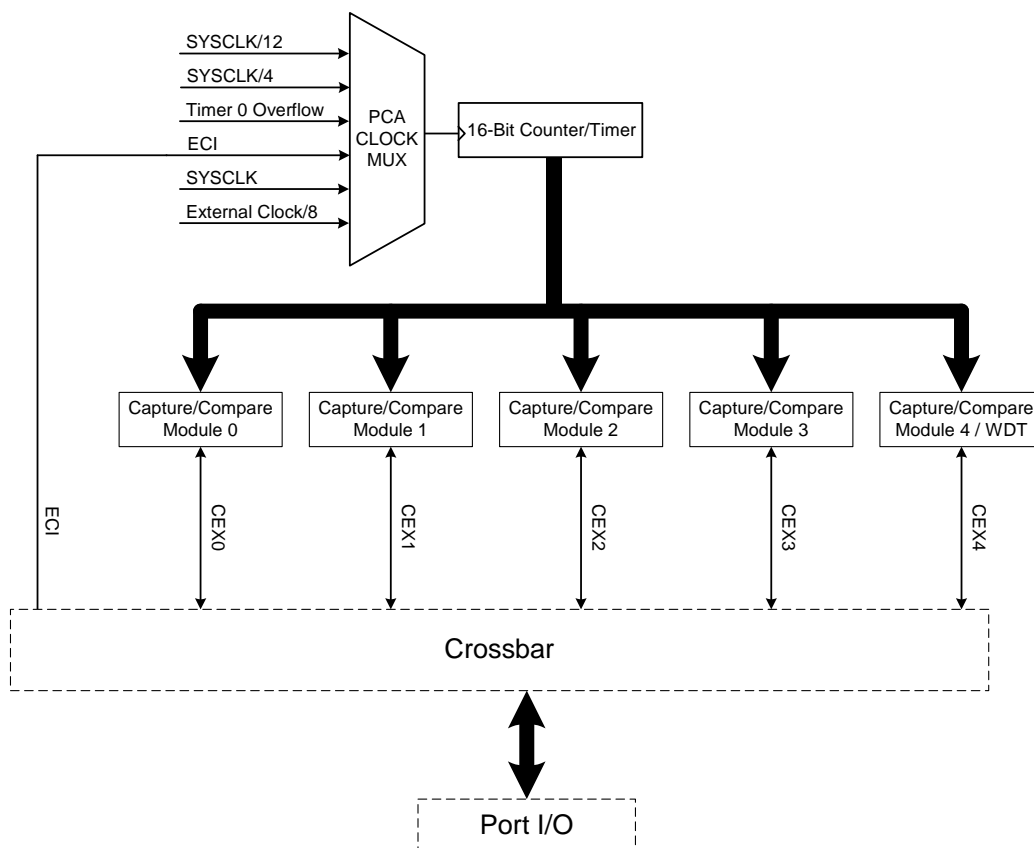 SYSCLK/12
SYSCLK/4
Timer 0 Overflow
ECI
SYSCLK
External Clock/8
PCA
CLOCK
MUX
16-Bit Counter/Timer
Capture/Compare
Module 0
Capture/Compare
Module 1
Capture/Compare
Module 2
Capture/Compare
Module 3
Capture/Compare
Module 4 / WDT
ECI
CEX0
CEX1
CEX2
CEX3
CEX4
Crossbar
Port I/O